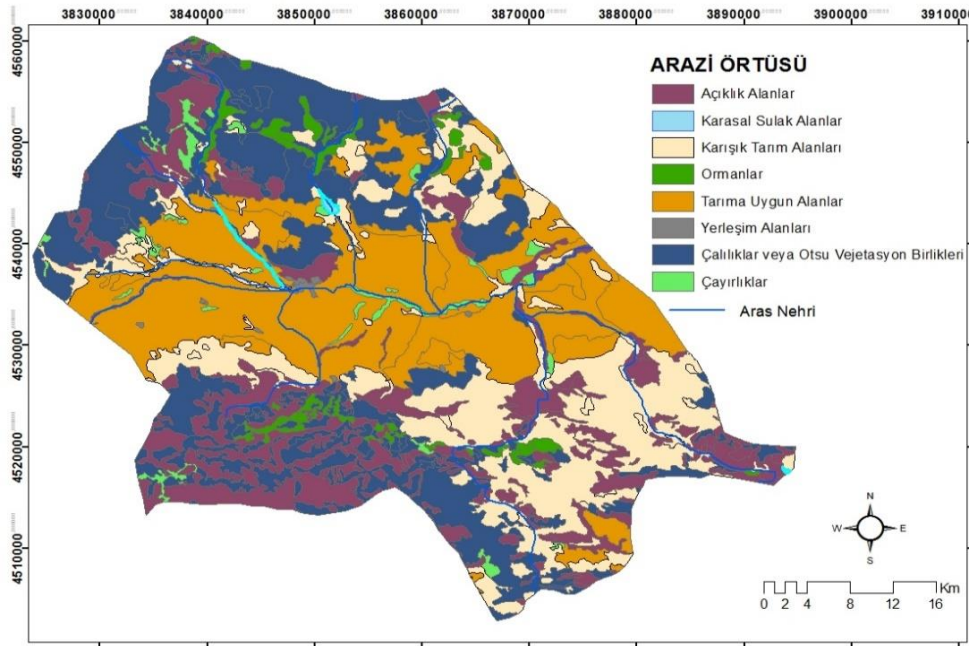 3830000 3840000 3850000 3860000 3870000 3880000 3890000 3900000 3910000
4560000
4550000
4540000
4530000
4520000
4510000
ARAZİ ÖRTÜSÜ
Açıklık Alanlar
Karasal Sulak Alanlar
Karışık Tarım Alanları
Ormanlar
Tarıma Uygun Alanlar
Yerleşim Alanları
Çalılıklar veya Otsu Vejetasyon Birlikleri
Çayırlıklar
Aras Nehri
N
W E
S
Km
0 2 4 8 12 16